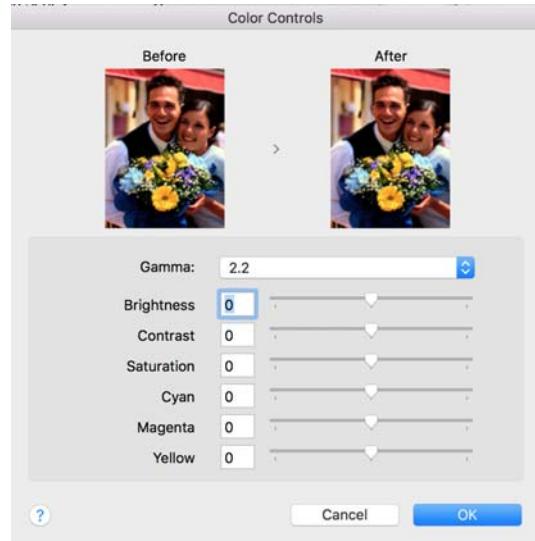 Color Controls
Before After
>
Gamma: 2.2
Brightness 0
Contrast 0
Saturation 0
Cyan 0
Magenta 0
Yellow 0
? Cancel OK